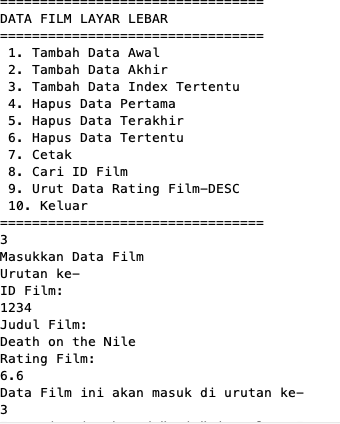 =================================
DATA FILM LAYAR LEBAR
=================================
1. Tambah Data Awal
2. Tambah Data Akhir
3. Tambah Data Index Tertentu
4. Hapus Data Pertama
5. Hapus Data Terakhir
6. Hapus Data Tertentu
7. Cetak
8. Cari ID Film
9. Urut Data Rating Film-DESC
10. Keluar
=================================
3
Masukkan Data Film
Urutan ke-
ID Film:
1234
Judul Film:
Death on the Nile
Rating Film:
6.6
Data Film ini akan masuk di urutan ke-
3